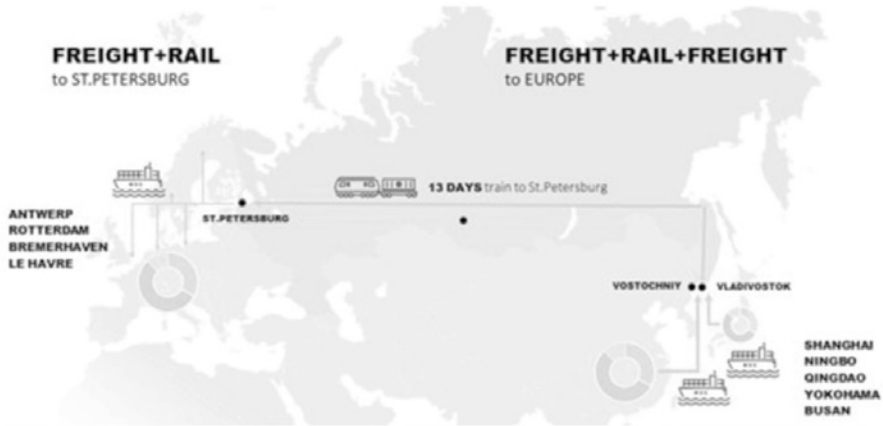 FREIGHT+RAIL
to ST.PETERSBURG
FREIGHT+RAIL+FREIGHT
to EUROPE
13 DAYS train to St.Petersburg
ANTWERP
ROTTERDAM
BREMERHAVEN
LE HAVRE
ST.PETERSBURG
VOSTOCHNIY
VLADIVOSTOK
SHANGHAI
NINGBO
QINGDAO
YOKOHAMA
BUSAN